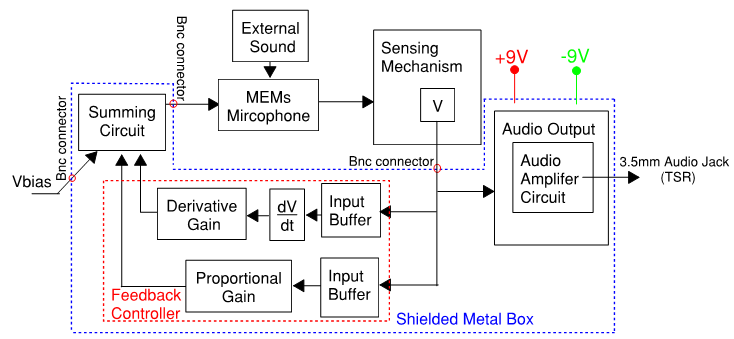 External
Sound
Bnc connector
Sensing
Mechanism
V
+9V
-9V
MEMs
Mircophone
Summing
Circuit
Bnc connector
Vbias
Bnc connector
Audio Output
Audio
Amplifer
Circuit
3.5mm Audio Jack
(TSR)
Derivative
Gain
dV
dt
Input
Buffer
Proportional
Gain
Input
Buffer
Feedback
Controller
Shielded Metal Box